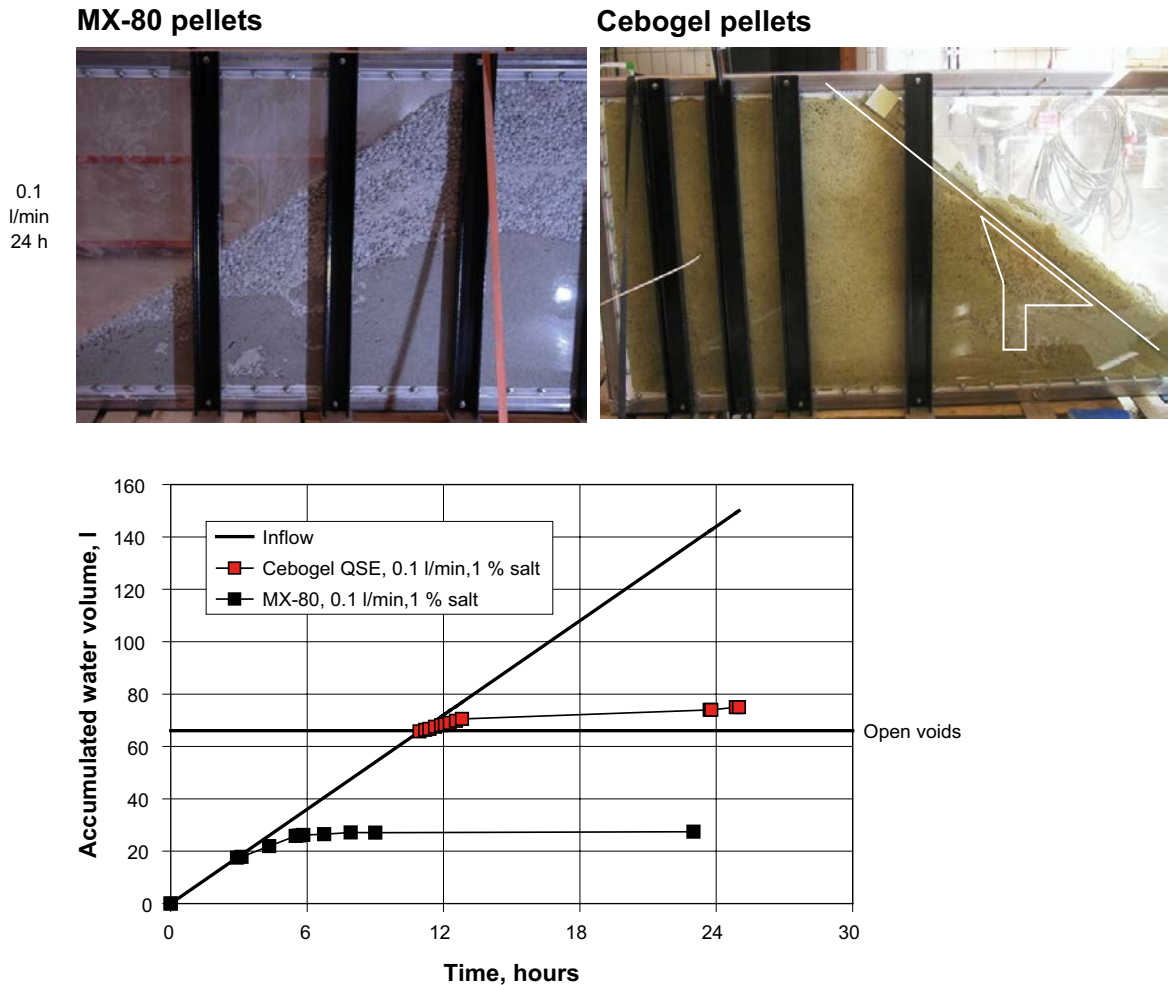 MX-80 pellets
Cebogel pellets
0.1
l/min
24 h
160
140
120
100
80
60
40
20
0
Accumulated water volume, l
Inflow
Cebogel QSE, 0.1 l/min,1 % salt
MX-80, 0.1 l/min,1 % salt
Open voids
0 6 12 18 24 30
Time, hours